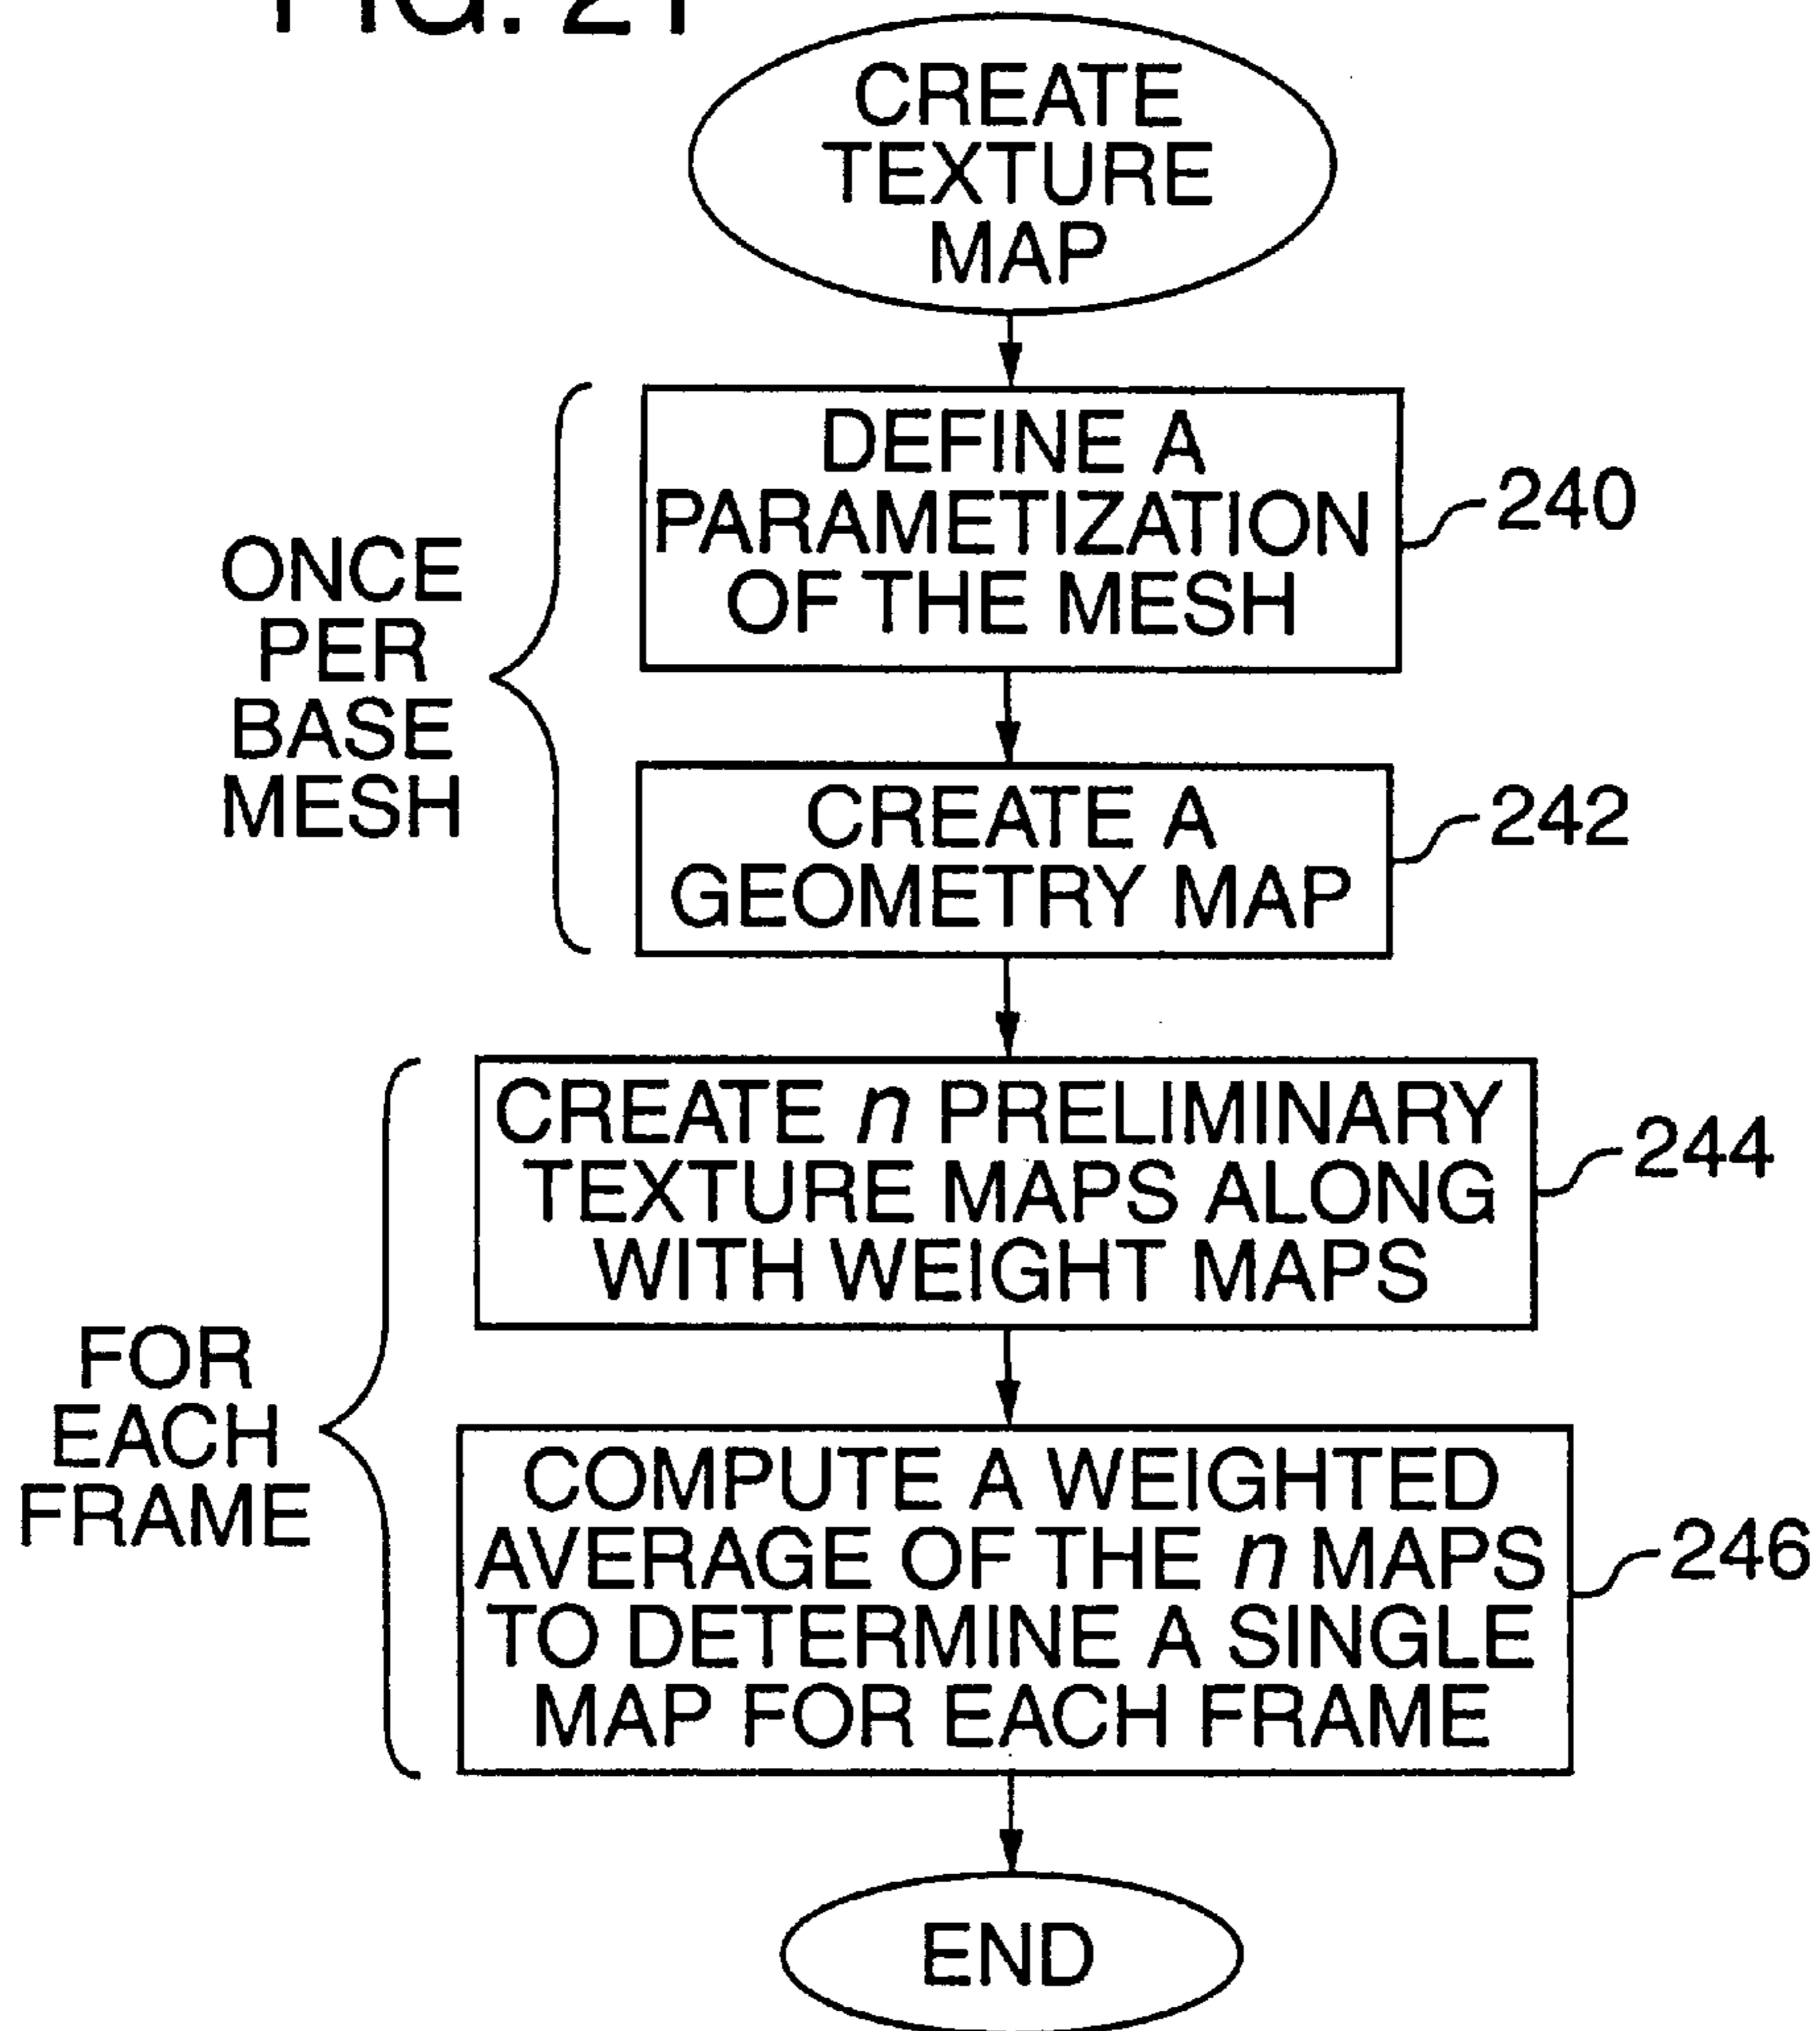 FIG. 21
CREATE
TEXTURE
MAP
ONCE
PER
BASE
MESH
DEFINE A
PARAMETIZATION
OF THE MESH
240
CREATE A
GEOMETRY MAP
242
FOR
EACH
FRAME
CREATE n PRELIMINARY
TEXTURE MAPS ALONG
WITH WEIGHT MAPS
244
COMPUTE A WEIGHTED
AVERAGE OF THE n MAPS
TO DETERMINE A SINGLE
MAP FOR EACH FRAME
246
END